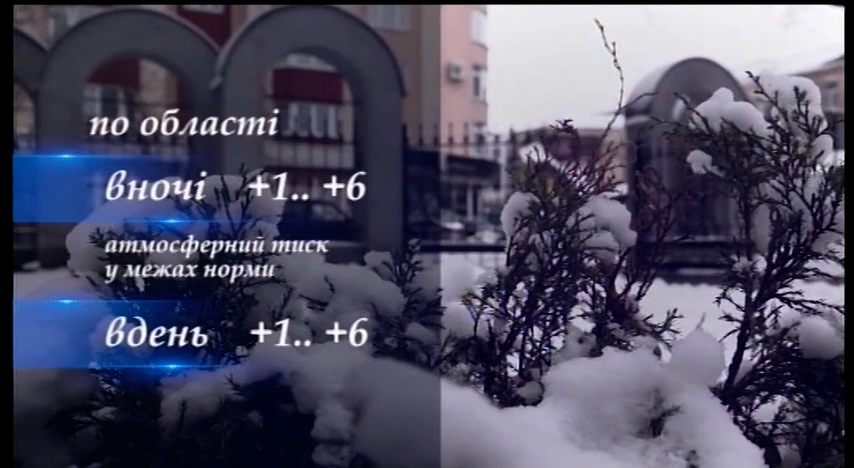 по області
вночі +1.. +6
атмосферний тиск
у межах норми
вдень +1.. +6